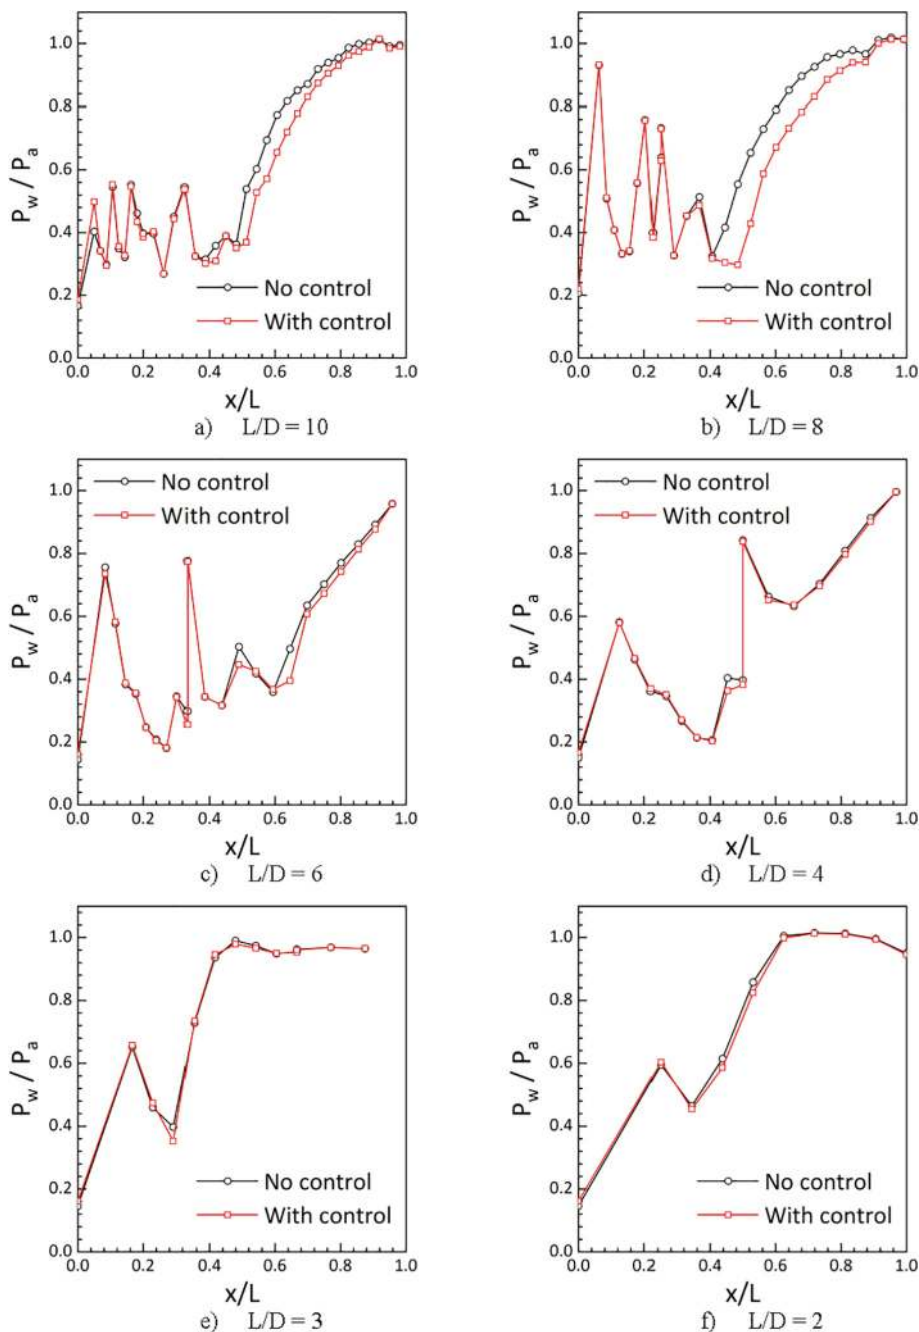 1.0
0.8
0.6
0.4
0.2
0.0
P_w / P_a
No control
With control
0.0 0.2 0.4 0.6 0.8 1.0
x/L
a) L/D = 10
1.0
0.8
0.6
0.4
0.2
0.0
P_w / P_a
No control
With control
0.0 0.2 0.4 0.6 0.8 1.0
x/L
b) L/D = 8
1.0
0.8
0.6
0.4
0.2
0.0
P_w / P_a
No control
With control
0.0 0.2 0.4 0.6 0.8 1.0
x/L
c) L/D = 6
1.0
0.8
0.6
0.4
0.2
0.0
P_w / P_a
No control
With control
0.0 0.2 0.4 0.6 0.8 1.0
x/L
d) L/D = 4
1.0
0.8
0.6
0.4
0.2
0.0
P_w / P_a
No control
With control
0.0 0.2 0.4 0.6 0.8 1.0
x/L
e) L/D = 3
1.0
0.8
0.6
0.4
0.2
0.0
P_w / P_a
No control
With control
0.0 0.2 0.4 0.6 0.8 1.0
x/L
f) L/D = 2